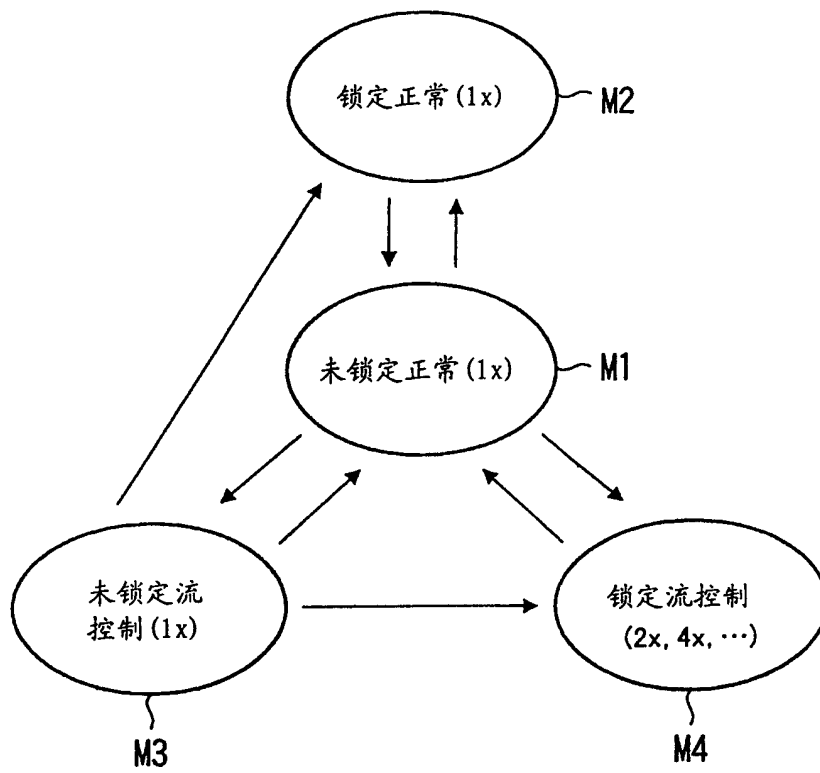 锁定正常(1x)
M2
未锁定正常(1x)
M1
未锁定流
控制(1x)
M3
锁定流控制
(2x, 4x, ⋯)
M4